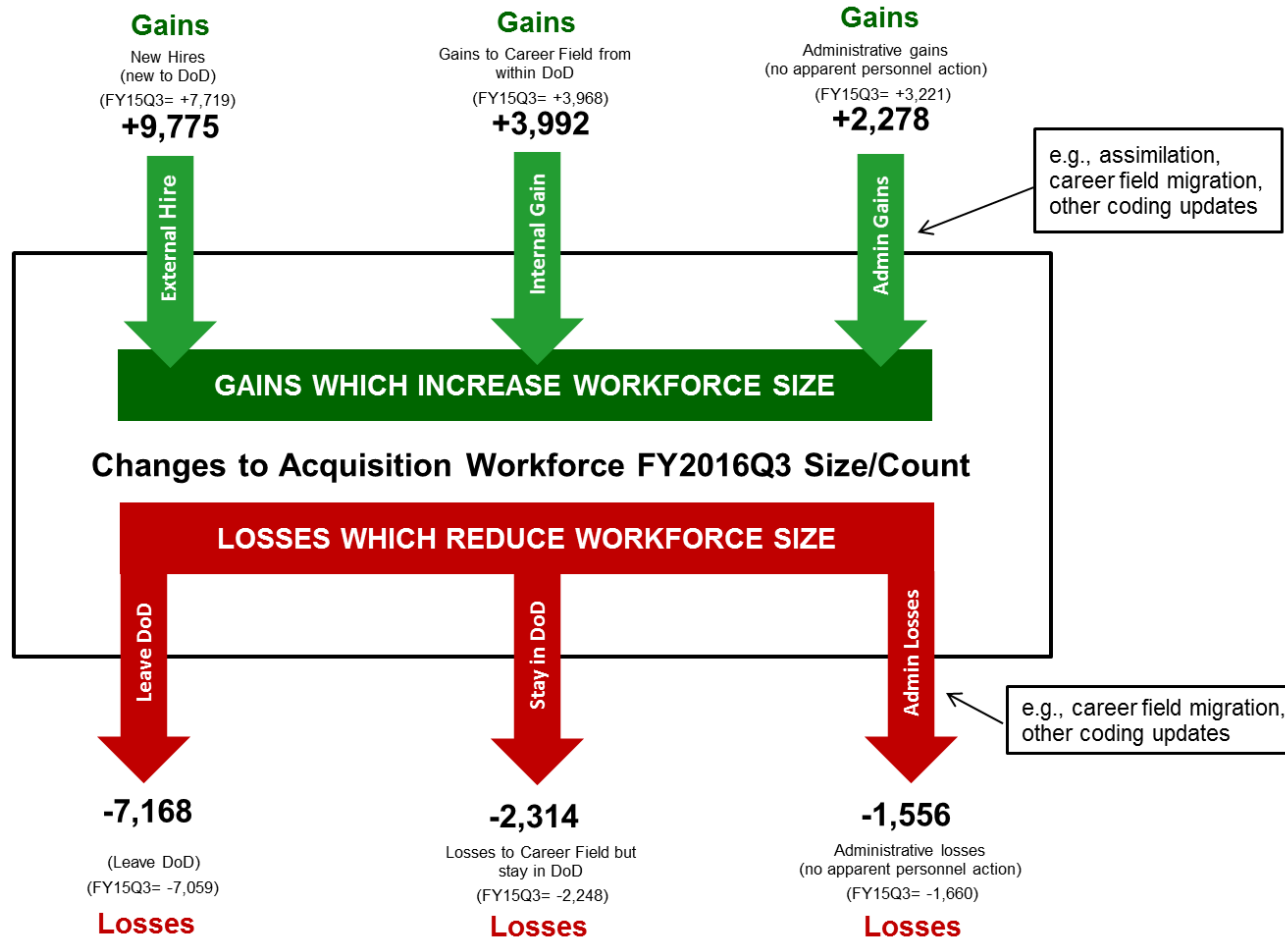 Gains
New Hires
(new to DoD)
(FY15Q3= +7,719)
+9,775
Gains
Gains to Career Field from
within DoD
(FY15Q3= +3,968)
+3,992
Gains
Administrative gains
(no apparent personnel action)
(FY15Q3= +3,221)
+2,278
e.g., assimilation,
career field migration,
other coding updates
External Hire
Internal Gain
Admin Gains
GAINS WHICH INCREASE WORKFORCE SIZE
Changes to Acquisition Workforce FY2016Q3 Size/Count
LOSSES WHICH REDUCE WORKFORCE SIZE
Leave DoD
Stay in DoD
Admin Losses
e.g., career field migration,
other coding updates
-7,168
(Leave DoD)
(FY15Q3= -7,059)
Losses
-2,314
Losses to Career Field but
stay in DoD
(FY15Q3= -2,248)
Losses
-1,556
Administrative losses
(no apparent personnel action)
(FY15Q3= -1,660)
Losses